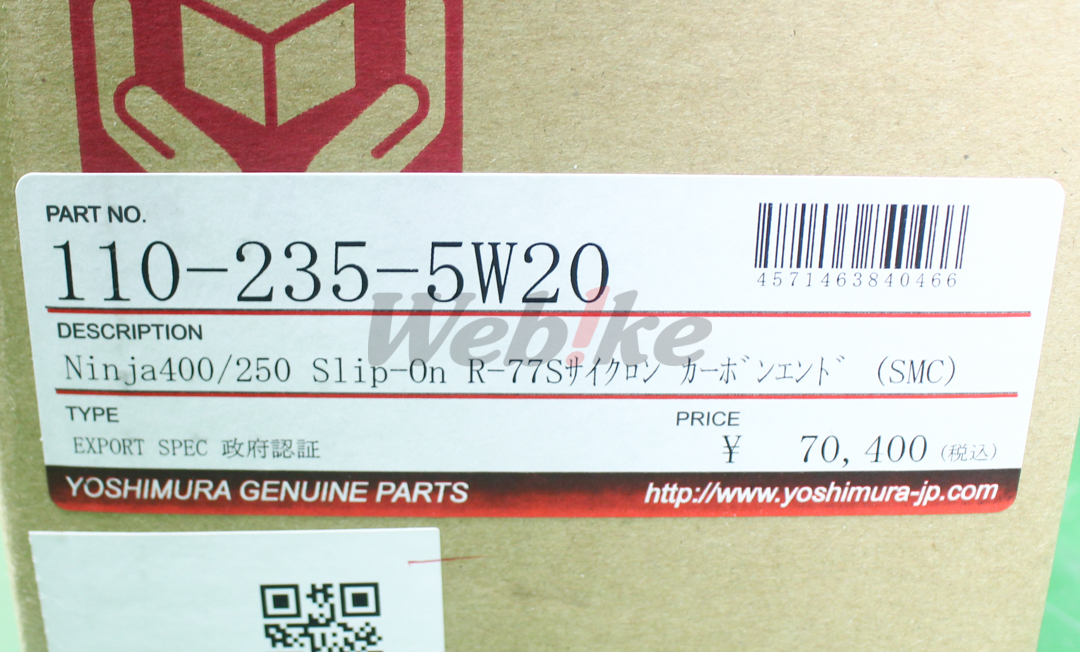 PART NO.
110-235-5W20
4571463840466
Web!ke
DESCRIPTION
Ninja400/250 Slip-On R-77Sサイクロン カーボンエンド (SMC)
TYPE
PRICE
EXPORT SPEC 政府認証
¥ 70,400 (税込)
YOSHIMURA GENUINE PARTS
http://www.yoshimura-jp.com